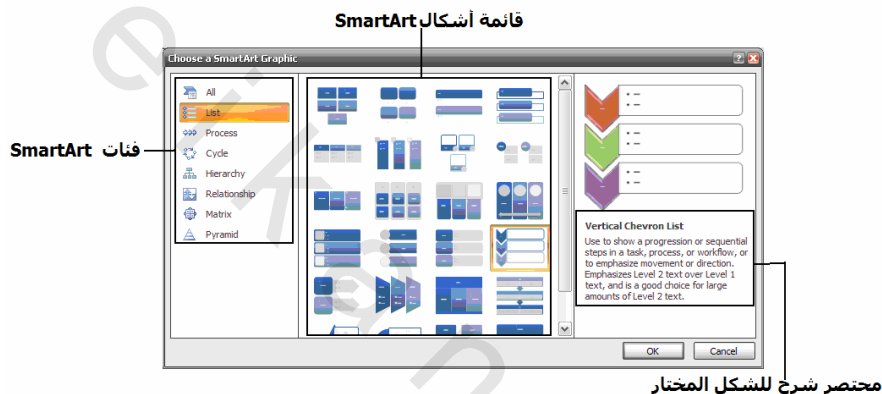 قائمة أشكال SmartArt
Choose a SmartArt Graphic
All
List
Process
Cycle
Hierarchy
Relationship
Matrix
Pyramid
فئات SmartArt
Vertical Chevron List
Use to show a progression or sequential
steps in a task, process, or workflow, or
to emphasize movement or direction.
Emphasizes Level 2 text over Level 1
text, and is a good choice for large
amounts of Level 2 text.
OK
Cancel
مختصر شرح للشكل المختار